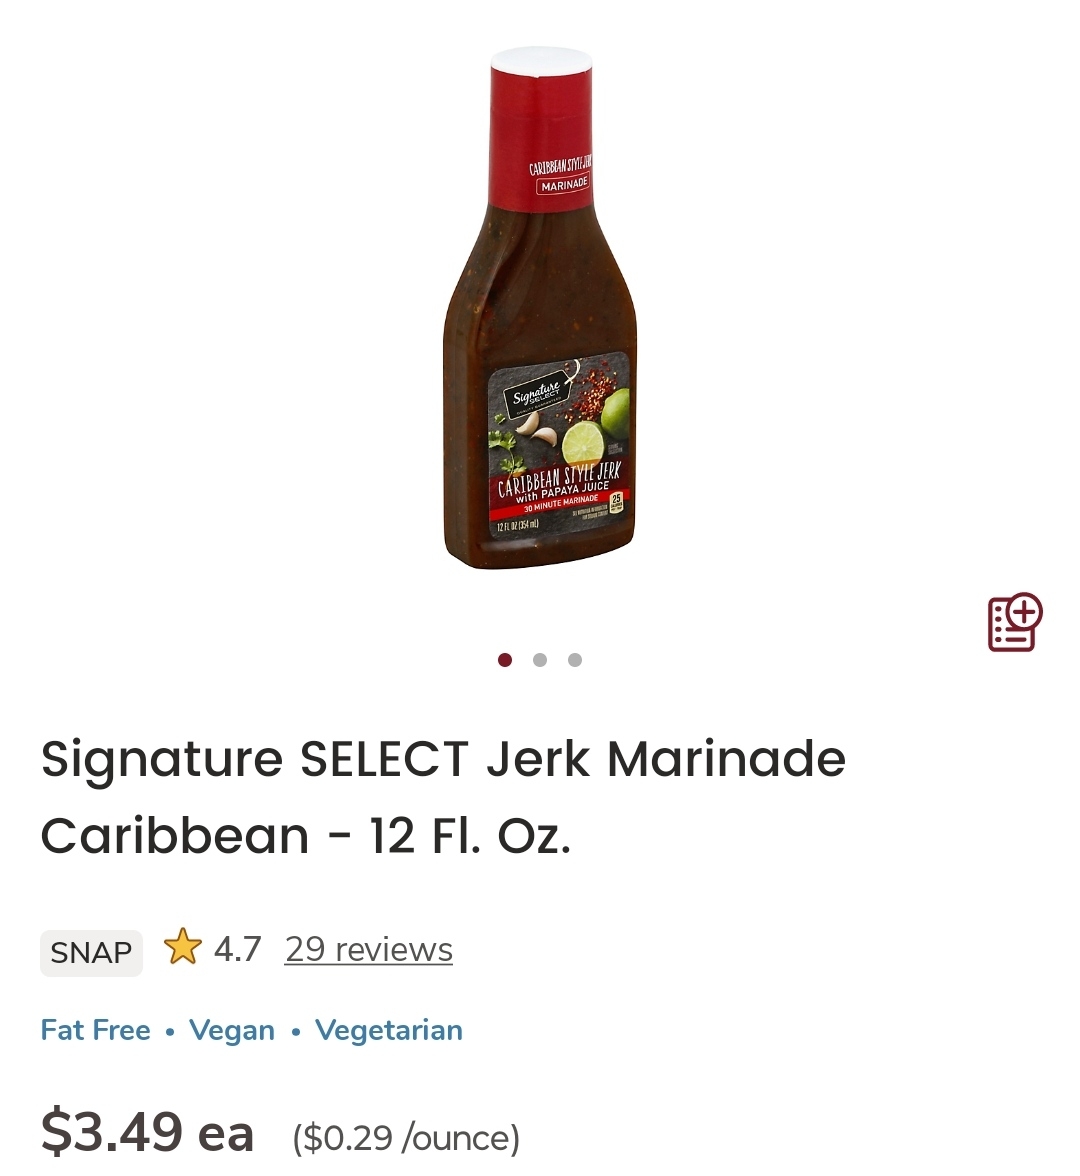 CARIBBEAN STYLE JERK
MARINADE
Signature
SELECT
CARIBBEAN STYLE JERK
with PAPAYA JUICE
30 MINUTE MARINADE
25
12 FL OZ (354 mL)
Signature SELECT Jerk Marinade
Caribbean - 12 Fl. Oz.
SNAP 4.7 29 reviews
Fat Free • Vegan • Vegetarian
$3.49 ea ($0.29 /ounce)